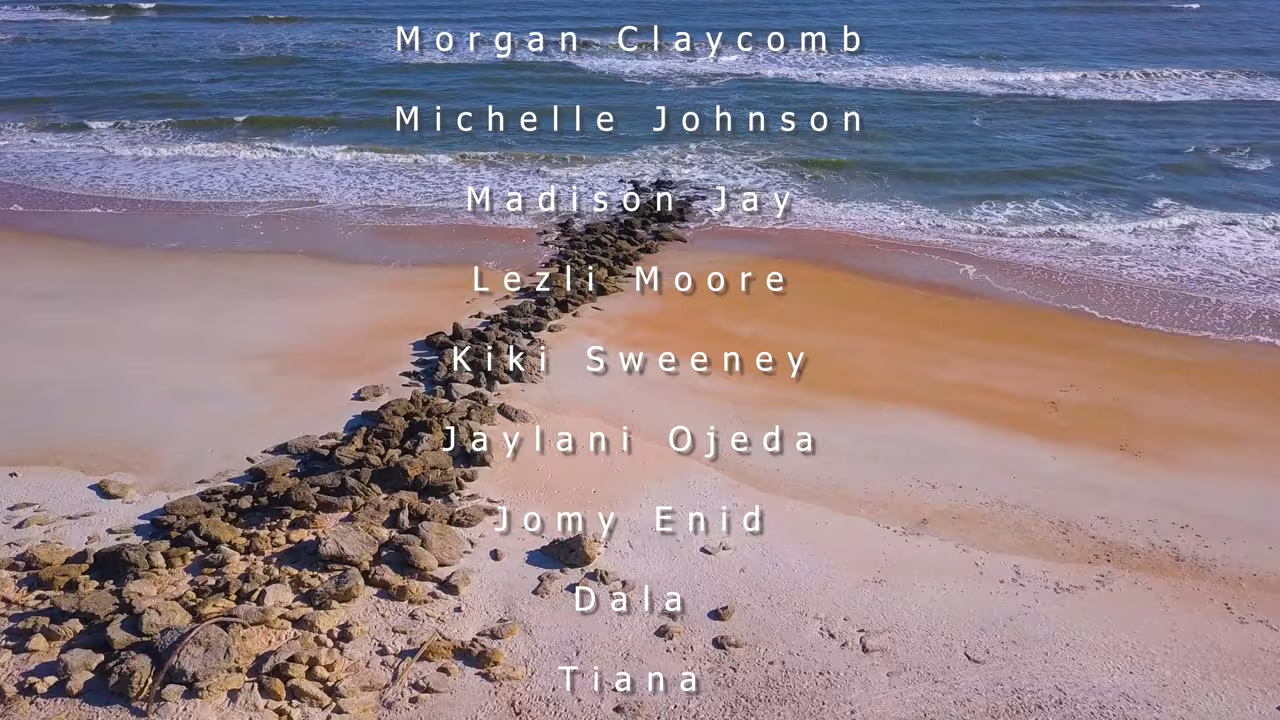 Morgan Claycomb
Michelle Johnson
Madison Jay
Lezli Moore
Kiki Sweeney
Jaylani Ojeda
Jomy Enid
Dala
Tiana